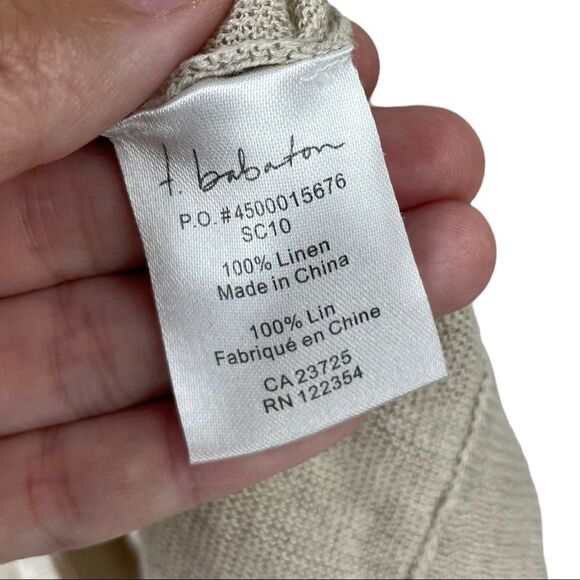 t. babaton
P.O.#4500015676
SC10
100% Linen
Made in China
100% Lin
Fabriqué en Chine
CA 23725
RN 122354